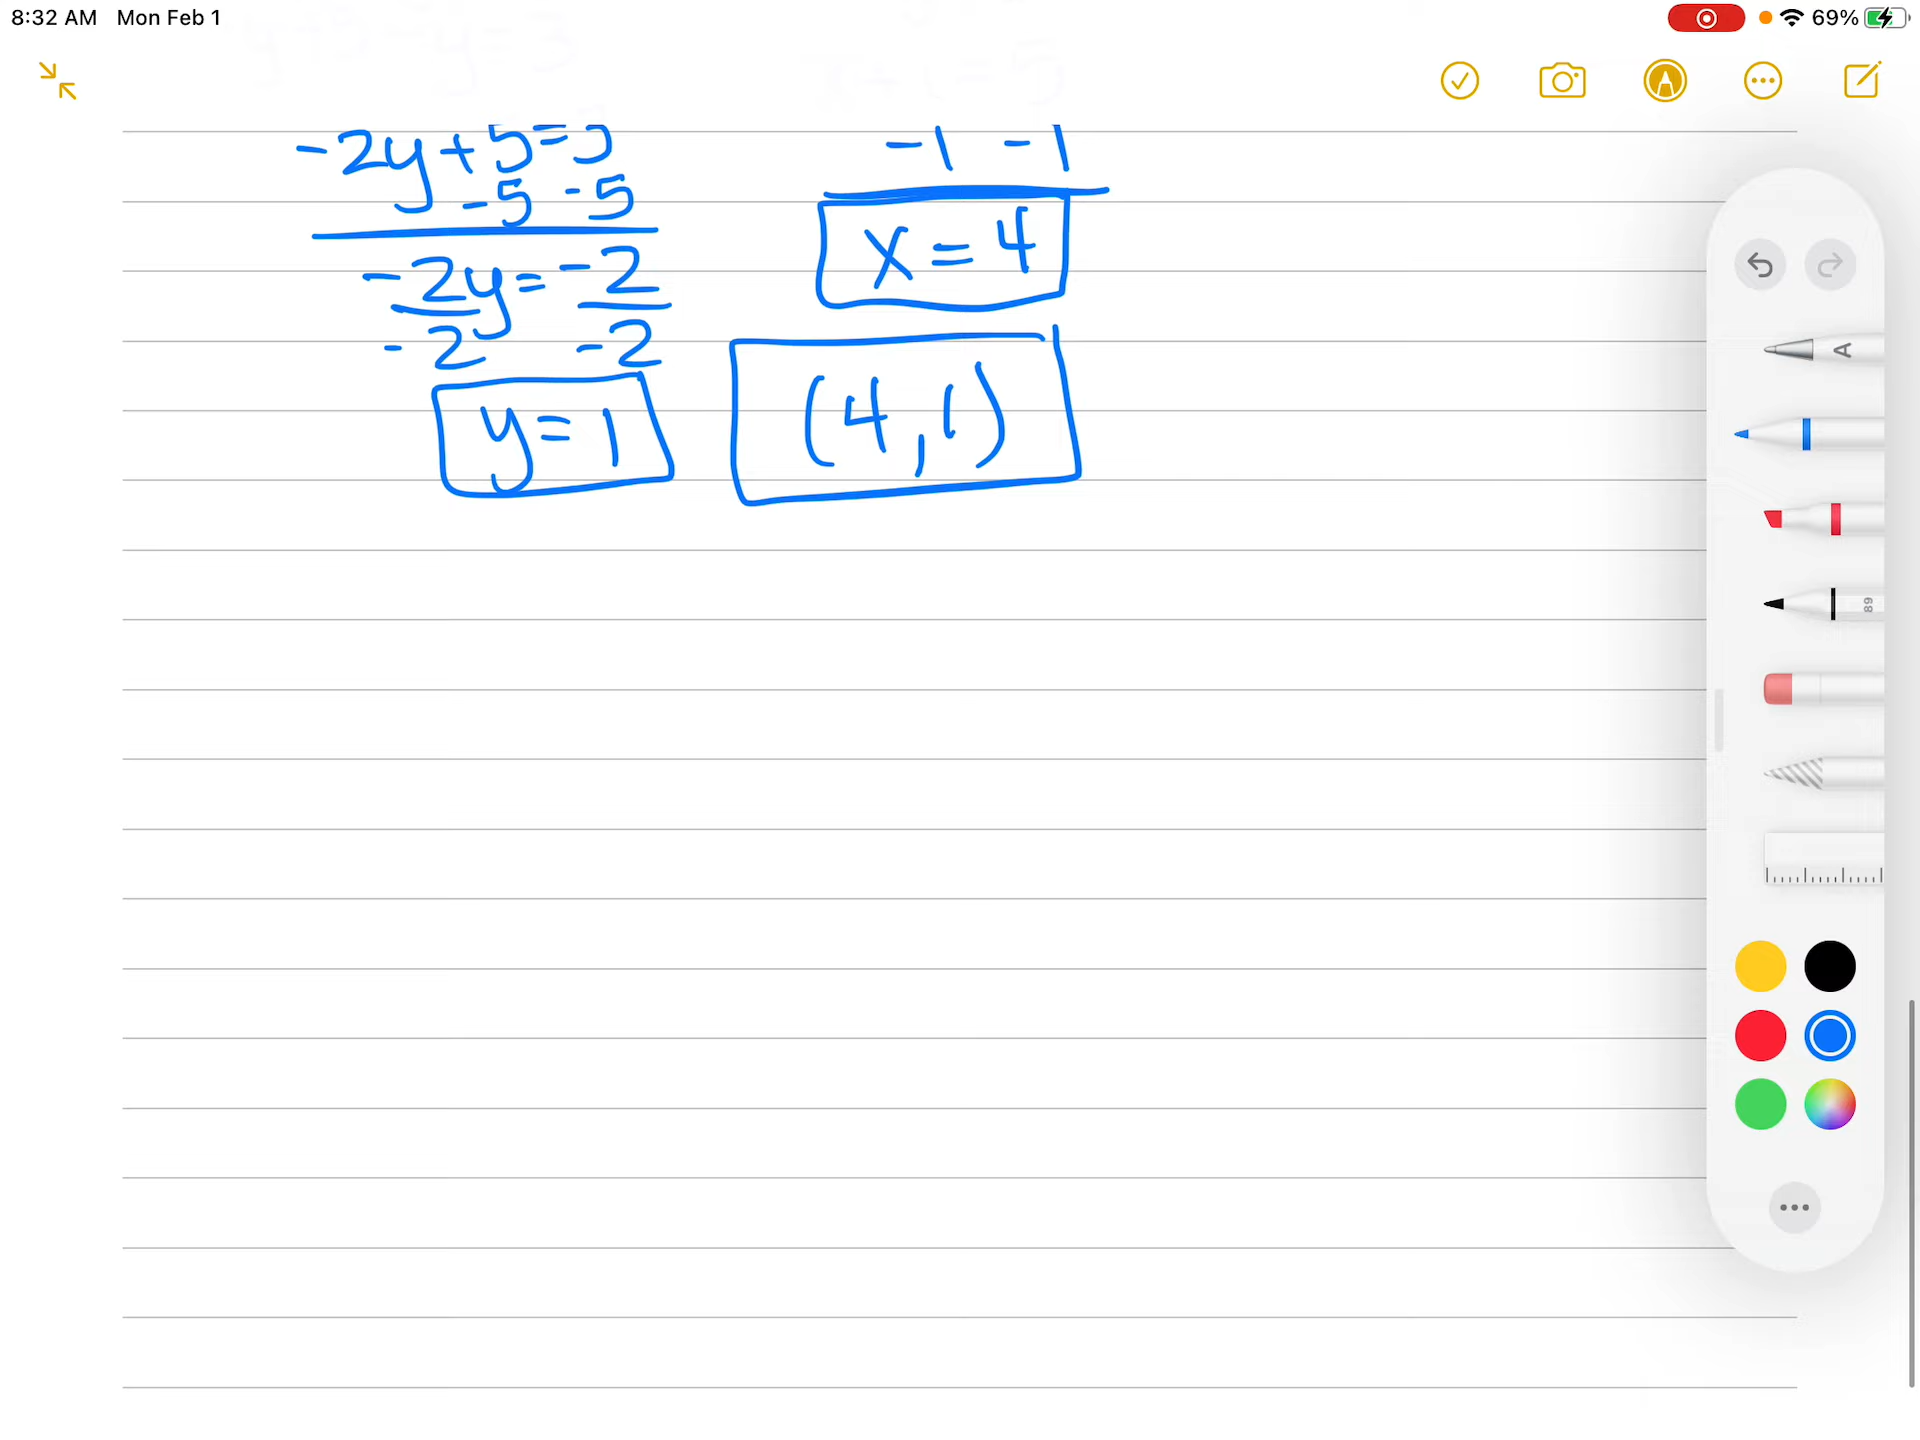 8:32 AM Mon Feb 1
69%
-2y+5=3
-5 -5
-2y=-2
-2 -2
y=1
-1 -1
x=4
(4,1)
A
68